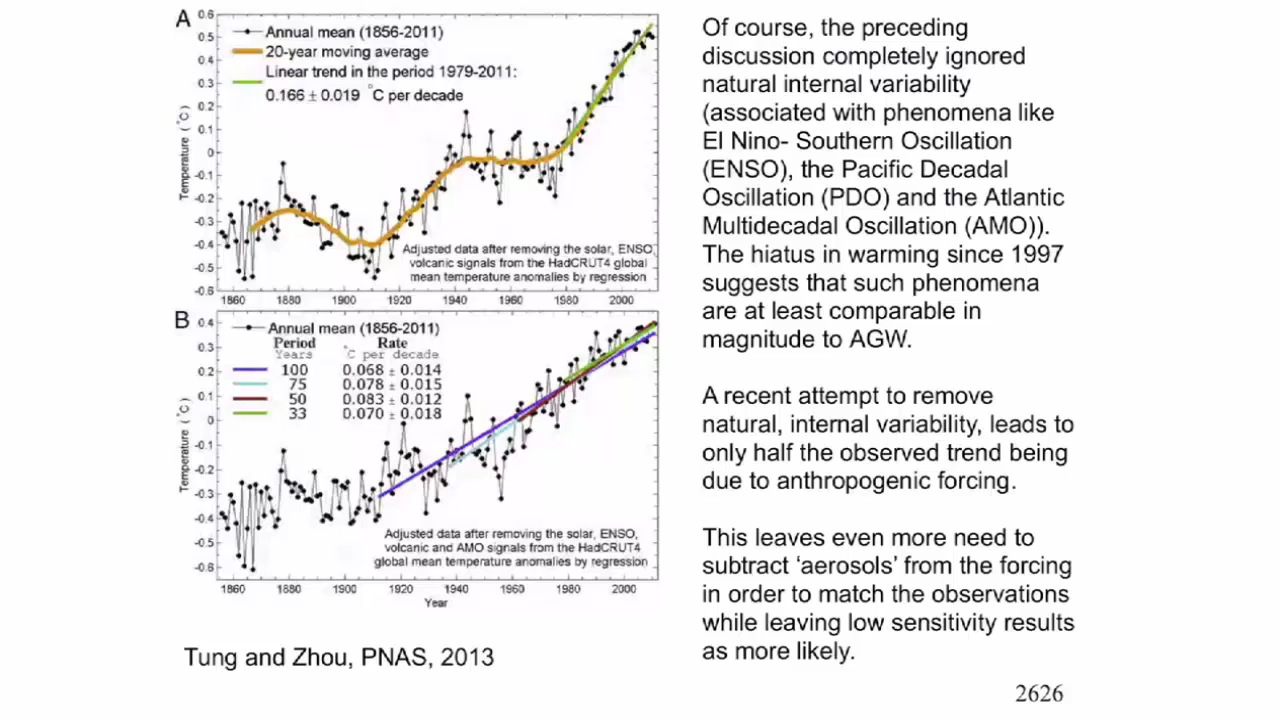 A
0.6
0.5
0.4
0.3
0.2
0.1
0
-0.1
-0.2
-0.3
-0.4
-0.5
-0.6
Temperature (°C)
Annual mean (1856-2011)
20-year moving average
Linear trend in the period 1979-2011:
0.166 ± 0.019 °C per decade
Adjusted data after removing the solar, ENSO,
volcanic signals from the HadCRUT4 global
mean temperature anomalies by regression
1860 1880 1900 1920 1940 1960 1980 2000
B
0.4
0.3
0.2
0.1
0
-0.1
-0.2
-0.3
-0.4
-0.5
-0.6
Temperature (°C)
Annual mean (1856-2011)
Period Rate
Years °C per decade
100 0.068 ± 0.014
75 0.078 ± 0.015
50 0.083 ± 0.012
33 0.070 ± 0.018
Adjusted data after removing the solar, ENSO,
volcanic and AMO signals from the HadCRUT4
global mean temperature anomalies by regression
1860 1880 1900 1920 1940 1960 1980 2000
Year
Tung and Zhou, PNAS, 2013
Of course, the preceding
discussion completely ignored
natural internal variability
(associated with phenomena like
El Nino- Southern Oscillation
(ENSO), the Pacific Decadal
Oscillation (PDO) and the Atlantic
Multidecadal Oscillation (AMO)).
The hiatus in warming since 1997
suggests that such phenomena
are at least comparable in
magnitude to AGW.
A recent attempt to remove
natural, internal variability, leads to
only half the observed trend being
due to anthropogenic forcing.
This leaves even more need to
subtract ‘aerosols’ from the forcing
in order to match the observations
while leaving low sensitivity results
as more likely.
2626